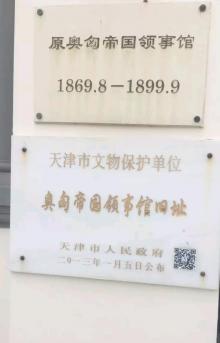 原奥匈帝国领事馆
1869.8-1899.9
天津市文物保护单位
奥匈帝国领事馆旧址
天津市人民政府
二〇一三年一月五日公布